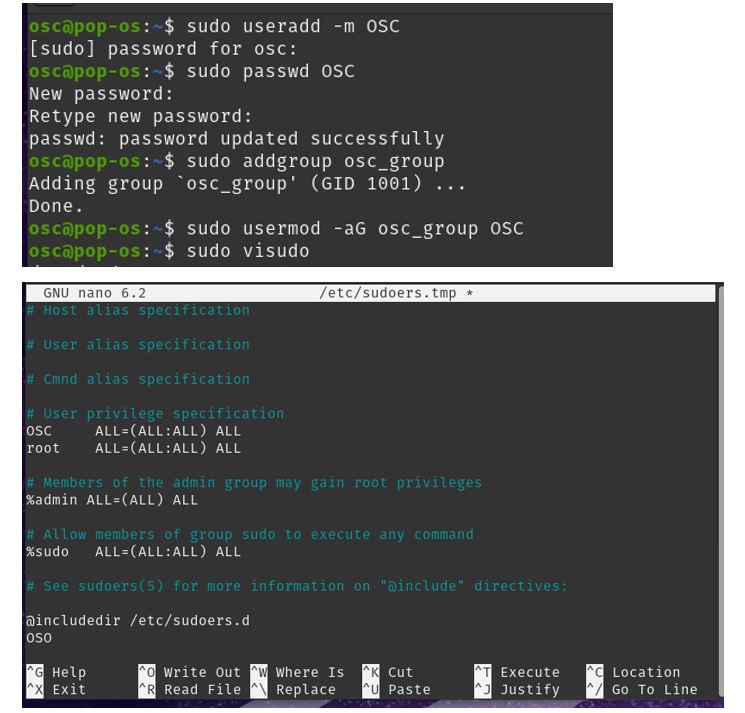 osc@pop-os:~$ sudo useradd -m OSC
[sudo] password for osc:
osc@pop-os:~$ sudo passwd OSC
New password:
Retype new password:
passwd: password updated successfully
osc@pop-os:~$ sudo addgroup osc_group
Adding group `osc_group' (GID 1001) ...
Done.
osc@pop-os:~$ sudo usermod -aG osc_group OSC
osc@pop-os:~$ sudo visudo
GNU nano 6.2 /etc/sudoers.tmp *
# Host alias specification
# User alias specification
# Cmnd alias specification
# User privilege specification
OSC ALL=(ALL:ALL) ALL
root ALL=(ALL:ALL) ALL
# Members of the admin group may gain root privileges
%admin ALL=(ALL) ALL
# Allow members of group sudo to execute any command
%sudo ALL=(ALL:ALL) ALL
# See sudoers(5) for more information on "@include" directives:
@includedir /etc/sudoers.d
OSO
^G Help ^O Write Out ^W Where Is ^K Cut ^T Execute ^C Location
^X Exit ^R Read File ^\ Replace ^U Paste ^J Justify ^/ Go To Line